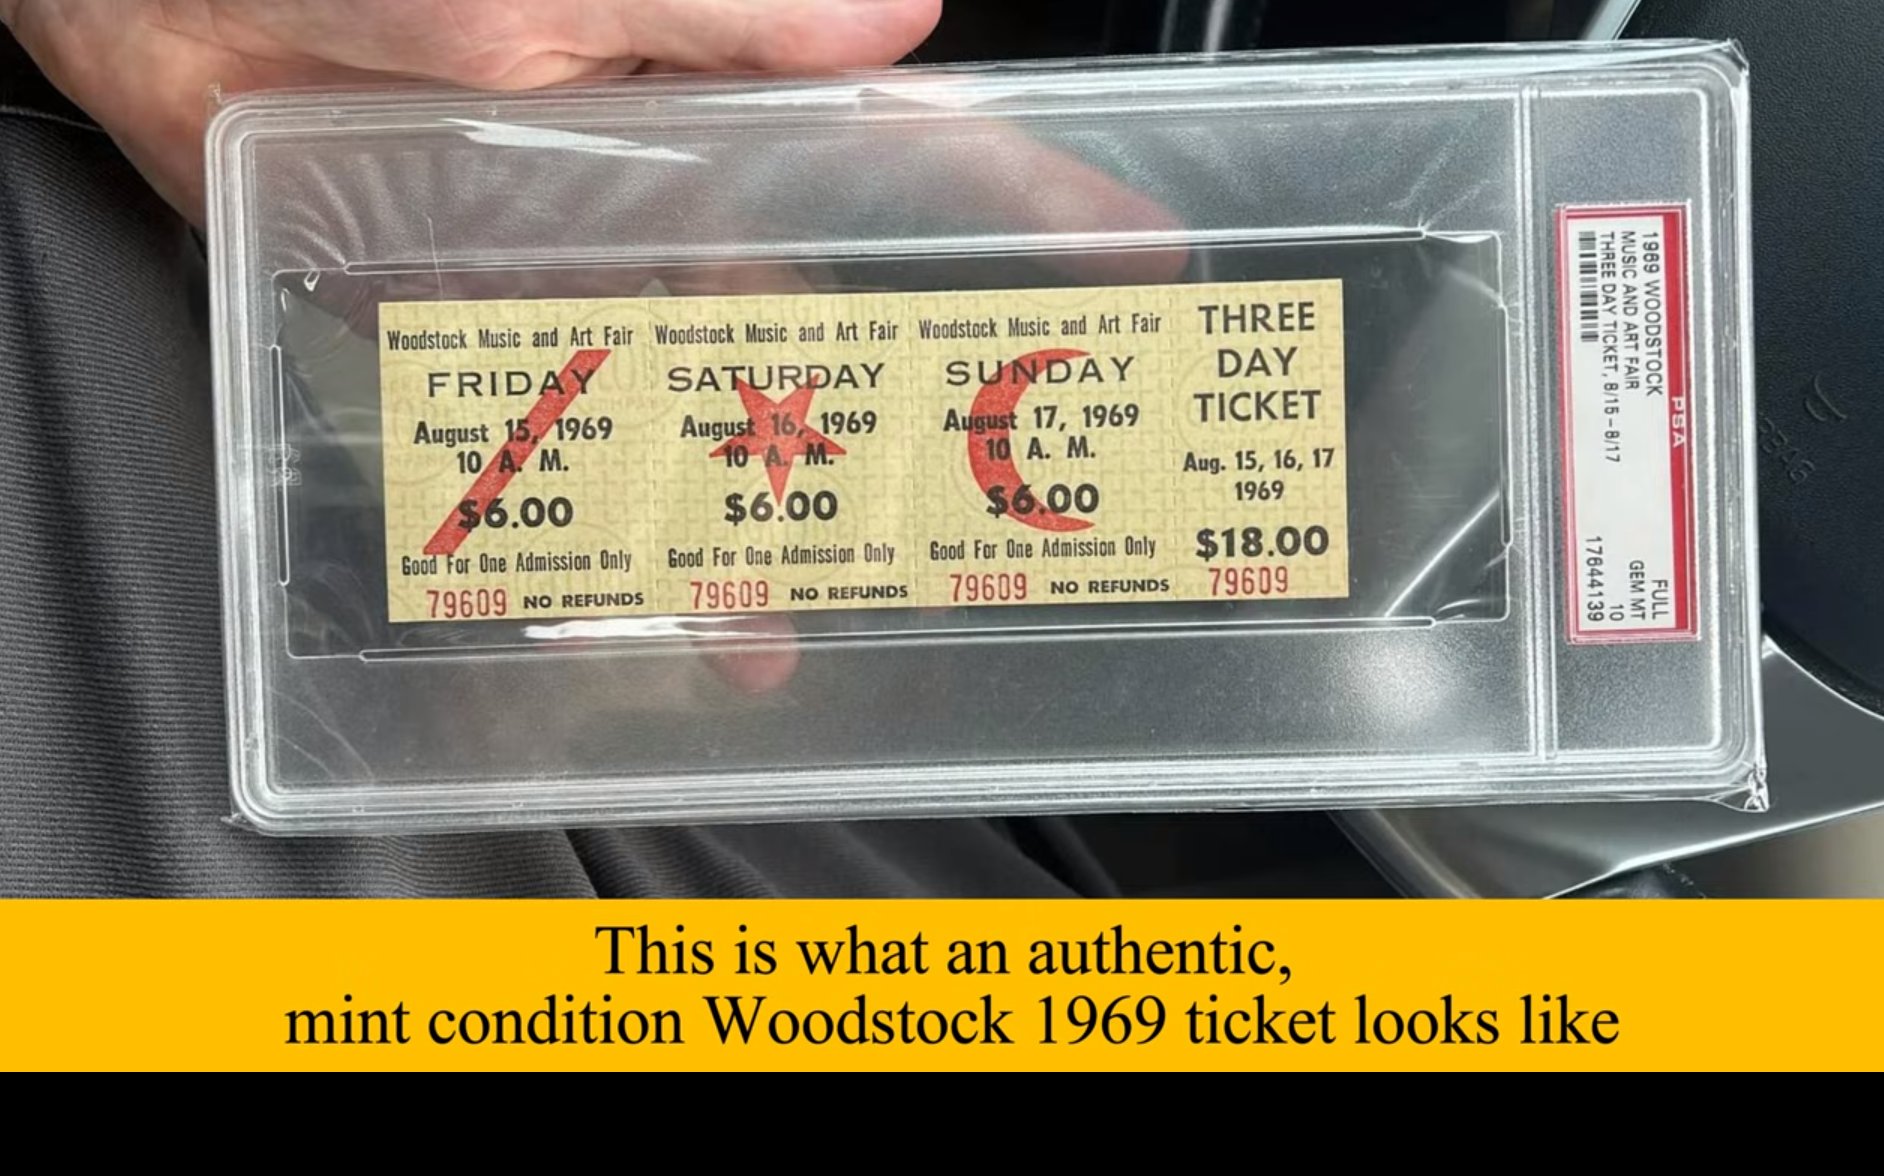 Woodstock Music and Art Fair
FRIDAY
August 15, 1969
10 A. M.
$6.00
Good For One Admission Only
79609 NO REFUNDS
Woodstock Music and Art Fair
SATURDAY
August 16, 1969
10 A. M.
$6.00
Good For One Admission Only
79609 NO REFUNDS
Woodstock Music and Art Fair
SUNDAY
August 17, 1969
10 A. M.
$6.00
Good For One Admission Only
79609 NO REFUNDS
THREE
DAY
TICKET
Aug. 15, 16, 17
1969
$18.00
79609
PSA
1969 WOODSTOCK FULL
MUSIC AND ART FAIR GEM MT
THREE DAY TICKET, 8/15 - 8/17 10
17644139
This is what an authentic,
mint condition Woodstock 1969 ticket looks like